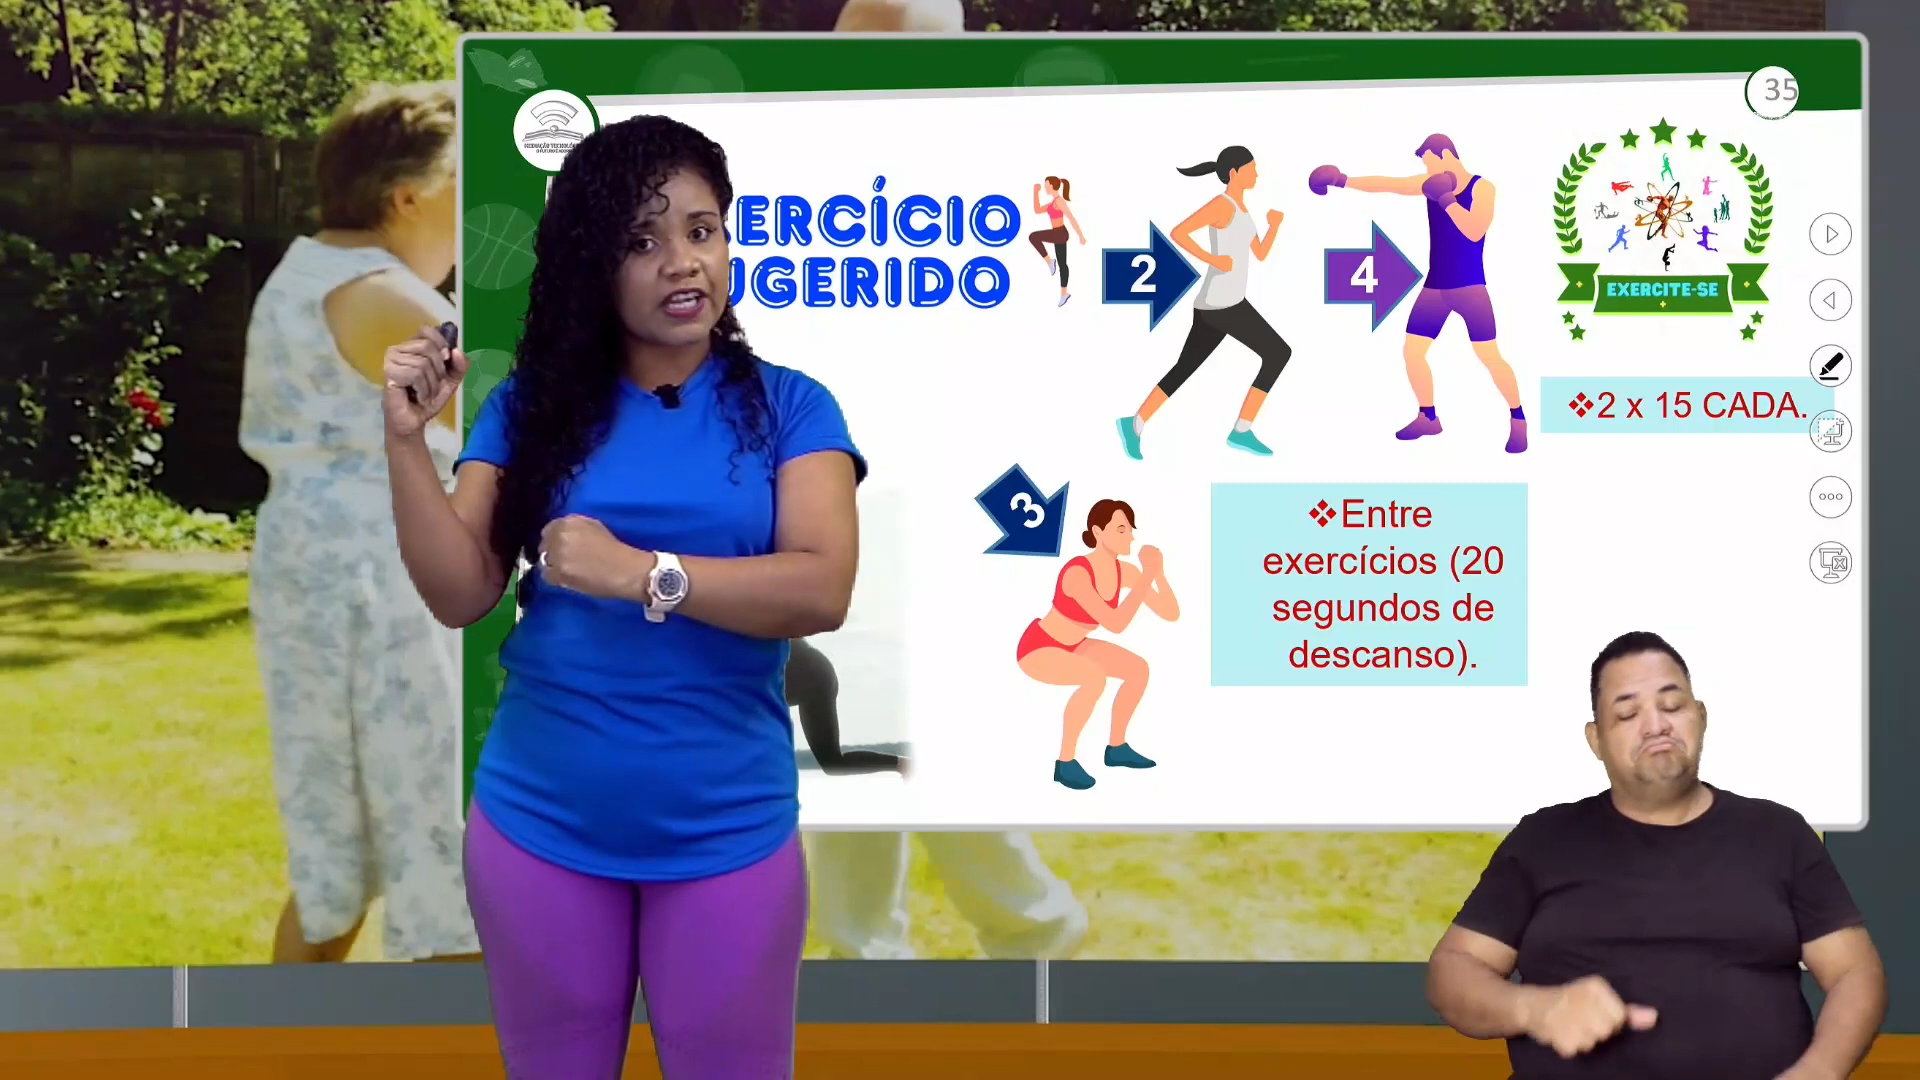 35
ERCÍCIO
UGERIDO
2
4
EXERCITE-SE
❖2 x 15 CADA.
3
❖Entre
exercícios (20
segundos de
descanso).